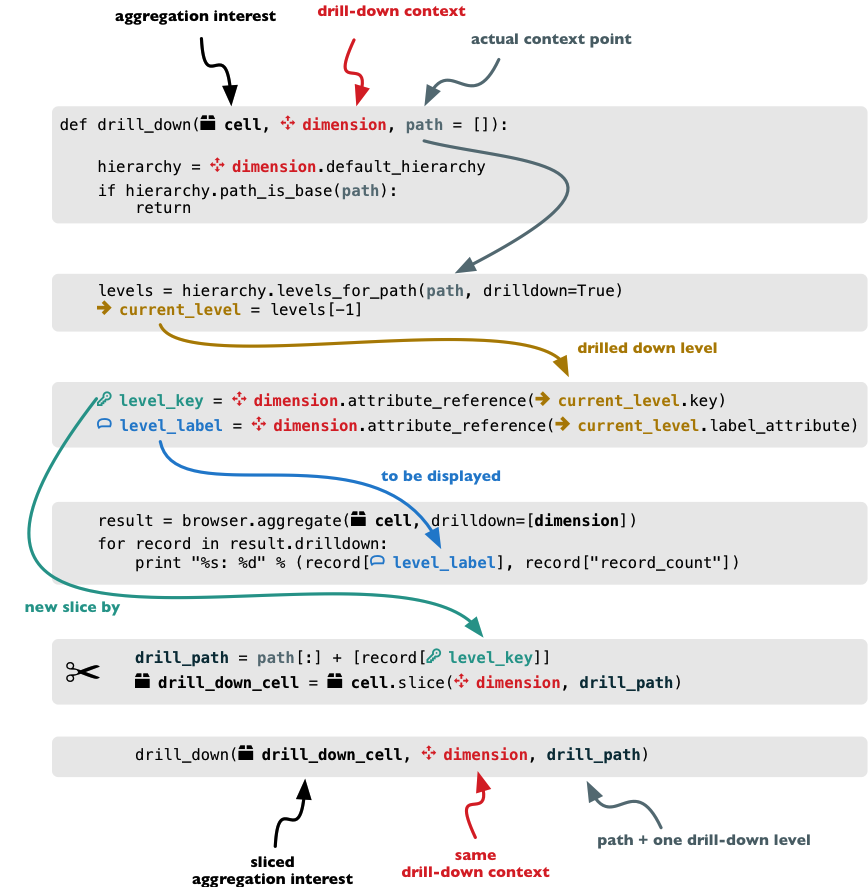 aggregation interest
drill-down context
actual context point
def drill_down(cell, dimension, path = []):
hierarchy = dimension.default_hierarchy
if hierarchy.path_is_base(path):
return
levels = hierarchy.levels_for_path(path, drilldown=True)
current_level = levels[-1]
drilled down level
level_key = dimension.attribute_reference(current_level.key)
level_label = dimension.attribute_reference(current_level.label_attribute)
to be displayed
result = browser.aggregate(cell, drilldown=[dimension])
for record in result.drilldown:
print "%s: %d" % (record[level_label], record["record_count"])
new slice by
drill_path = path[:] + [record[level_key]]
drill_down_cell = cell.slice(dimension, drill_path)
drill_down(drill_down_cell, dimension, drill_path)
sliced
aggregation interest
same
drill-down context
path + one drill-down level